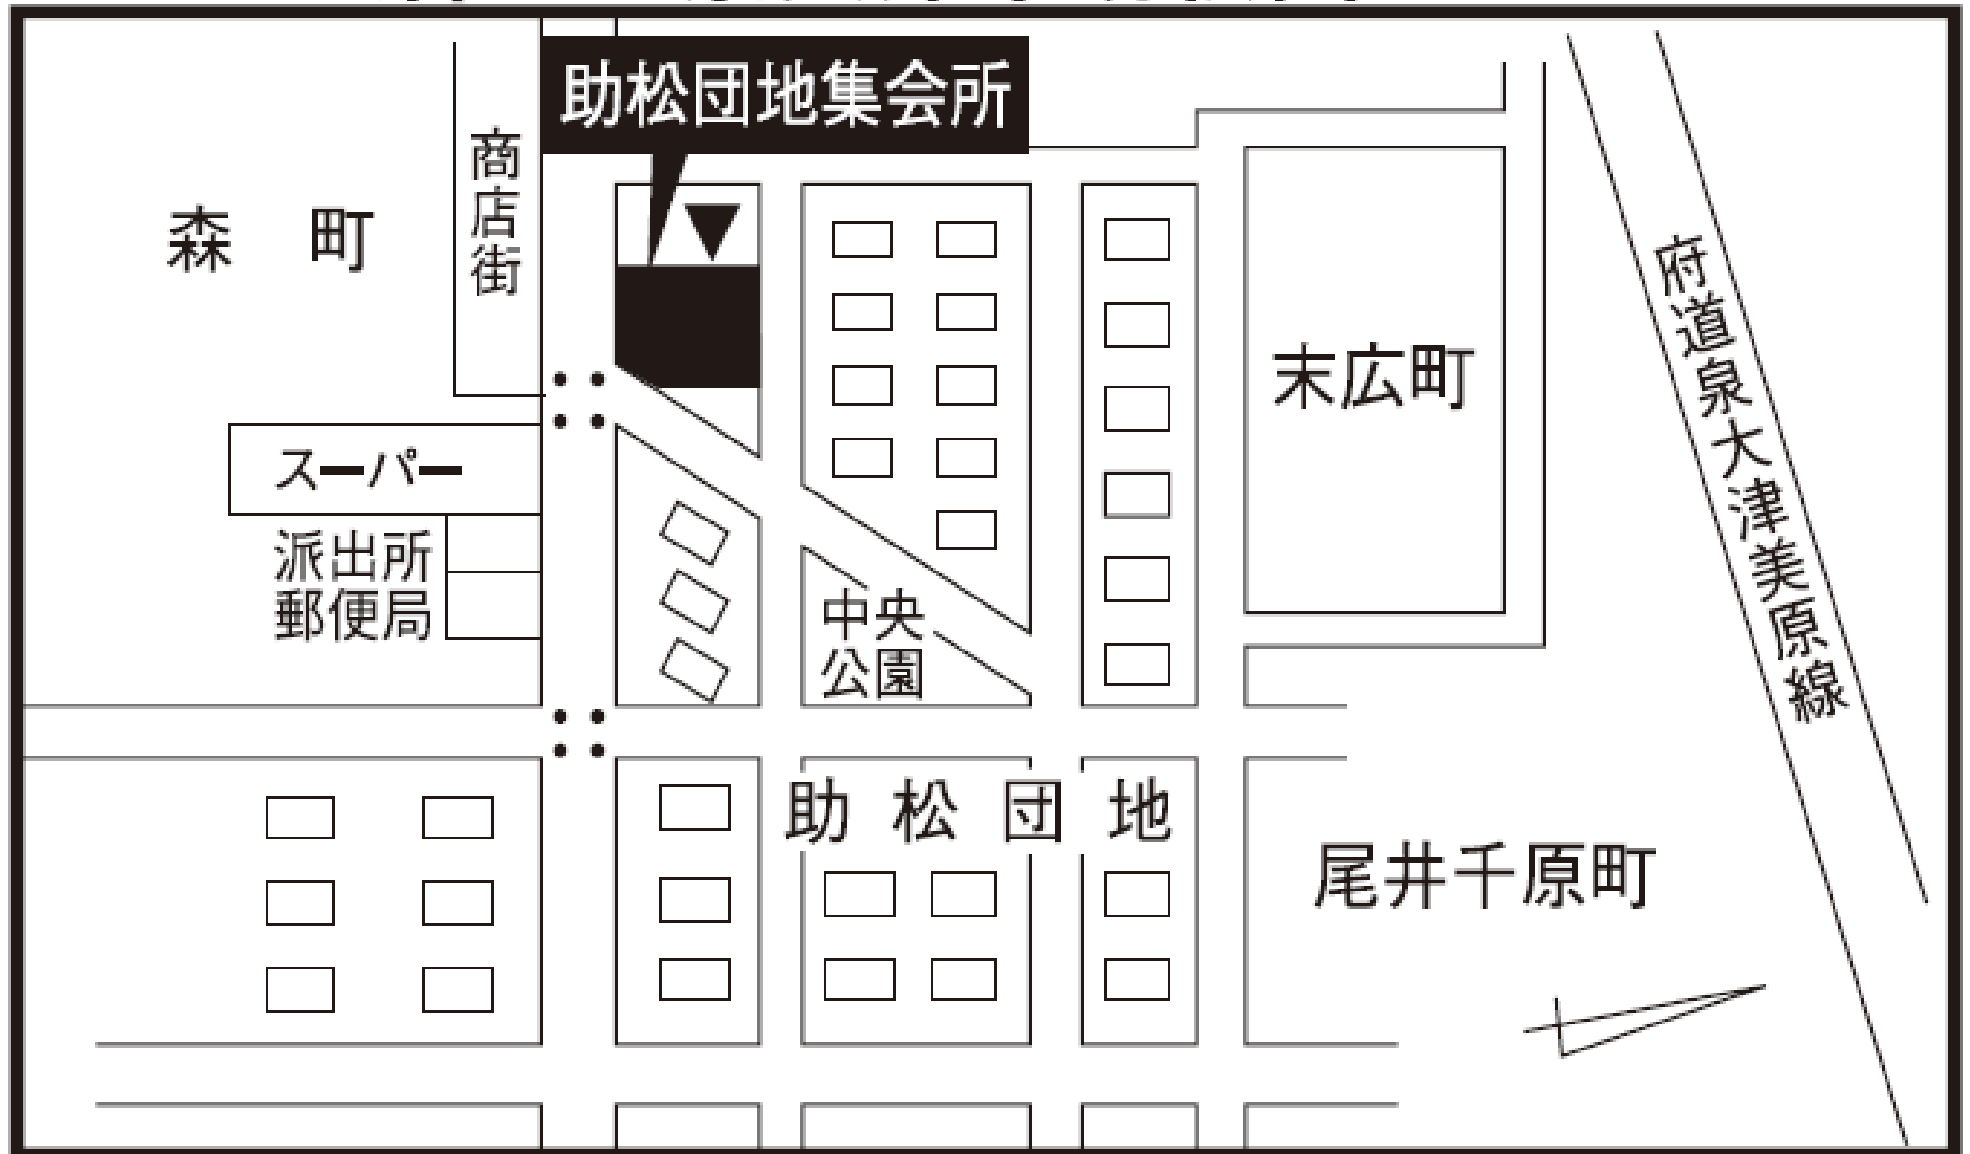 助松団地集会所
商店街
森町
末広町
府道泉大津美原線
スーパー
派出所
郵便局
中央
公園
助松団地
尾井千原町